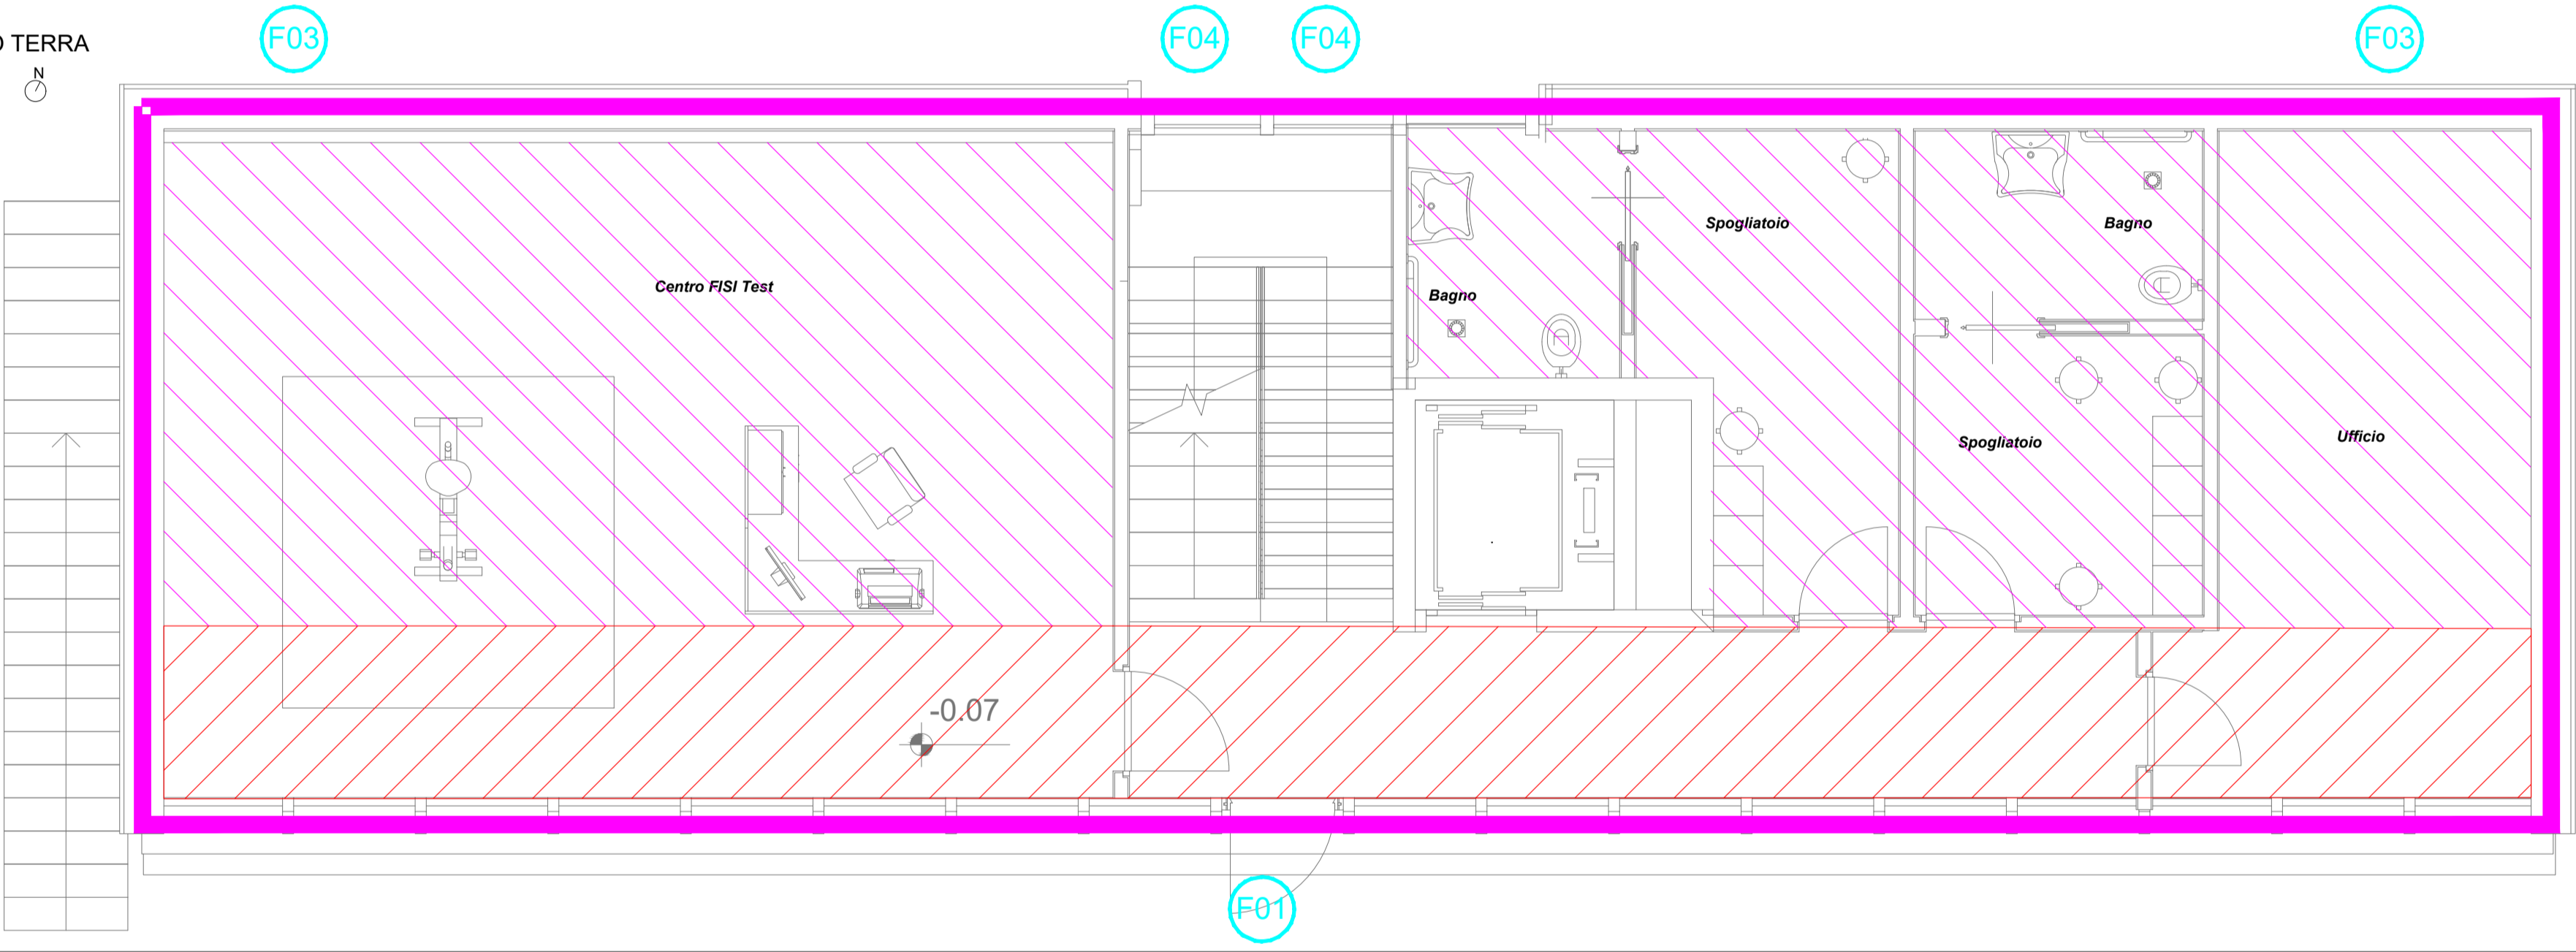 F03
F04
F04
F03
O TERRA
N
Spogliatoio
Bagno
Centro FISI Test
Bagno
Spogliatoio
Ufficio
-0.07
F01